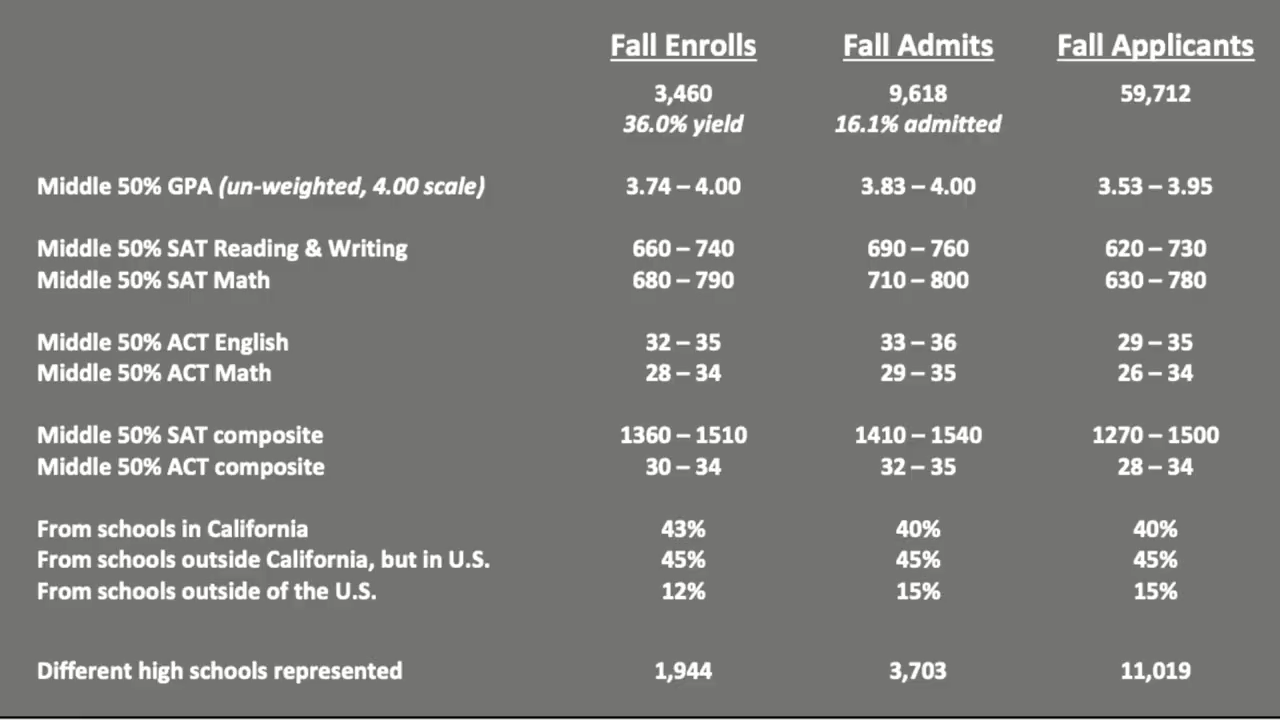 Fall Enrolls Fall Admits Fall Applicants
3,460 9,618 59,712
36.0% yield 16.1% admitted
Middle 50% GPA (un-weighted, 4.00 scale) 3.74 – 4.00 3.83 – 4.00 3.53 – 3.95
Middle 50% SAT Reading & Writing 660 – 740 690 – 760 620 – 730
Middle 50% SAT Math 680 – 790 710 – 800 630 – 780
Middle 50% ACT English 32 – 35 33 – 36 29 – 35
Middle 50% ACT Math 28 – 34 29 – 35 26 – 34
Middle 50% SAT composite 1360 – 1510 1410 – 1540 1270 – 1500
Middle 50% ACT composite 30 – 34 32 – 35 28 – 34
From schools in California 43% 40% 40%
From schools outside California, but in U.S. 45% 45% 45%
From schools outside of the U.S. 12% 15% 15%
Different high schools represented 1,944 3,703 11,019